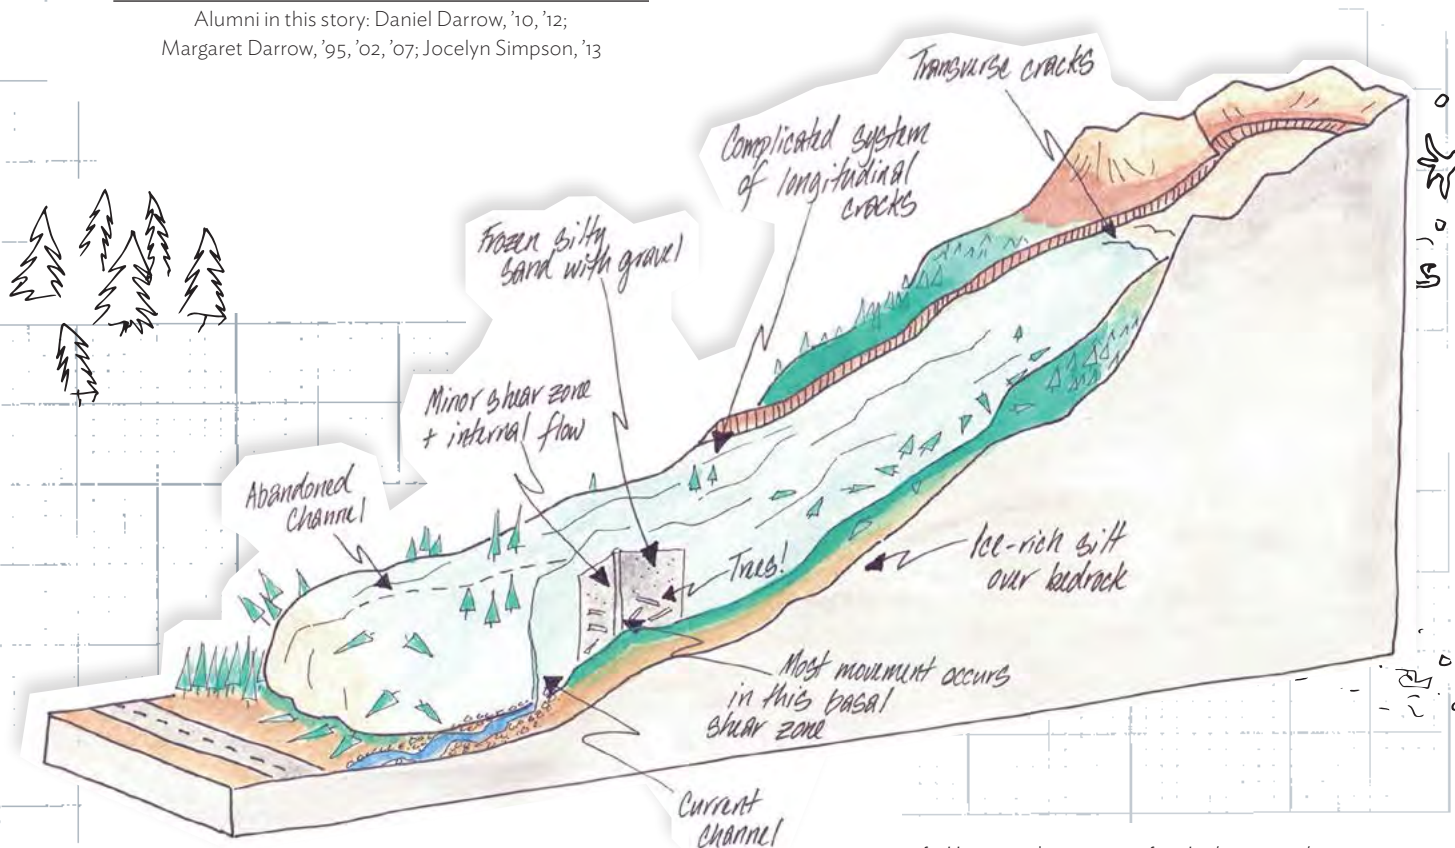 Alumni in this story: Daniel Darrow, ’10, ’12;
Margaret Darrow, ’95, ’02, ’07; Jocelyn Simpson, ’13
Transverse cracks
Complicated system
of longitudinal
cracks
Frozen silty
sand with gravel
Minor shear zone
+ internal flow
Abandoned
channel
Trees!
Ice-rich silt
over bedrock
Most movement occurs
in this basal
shear zone
Current
channel